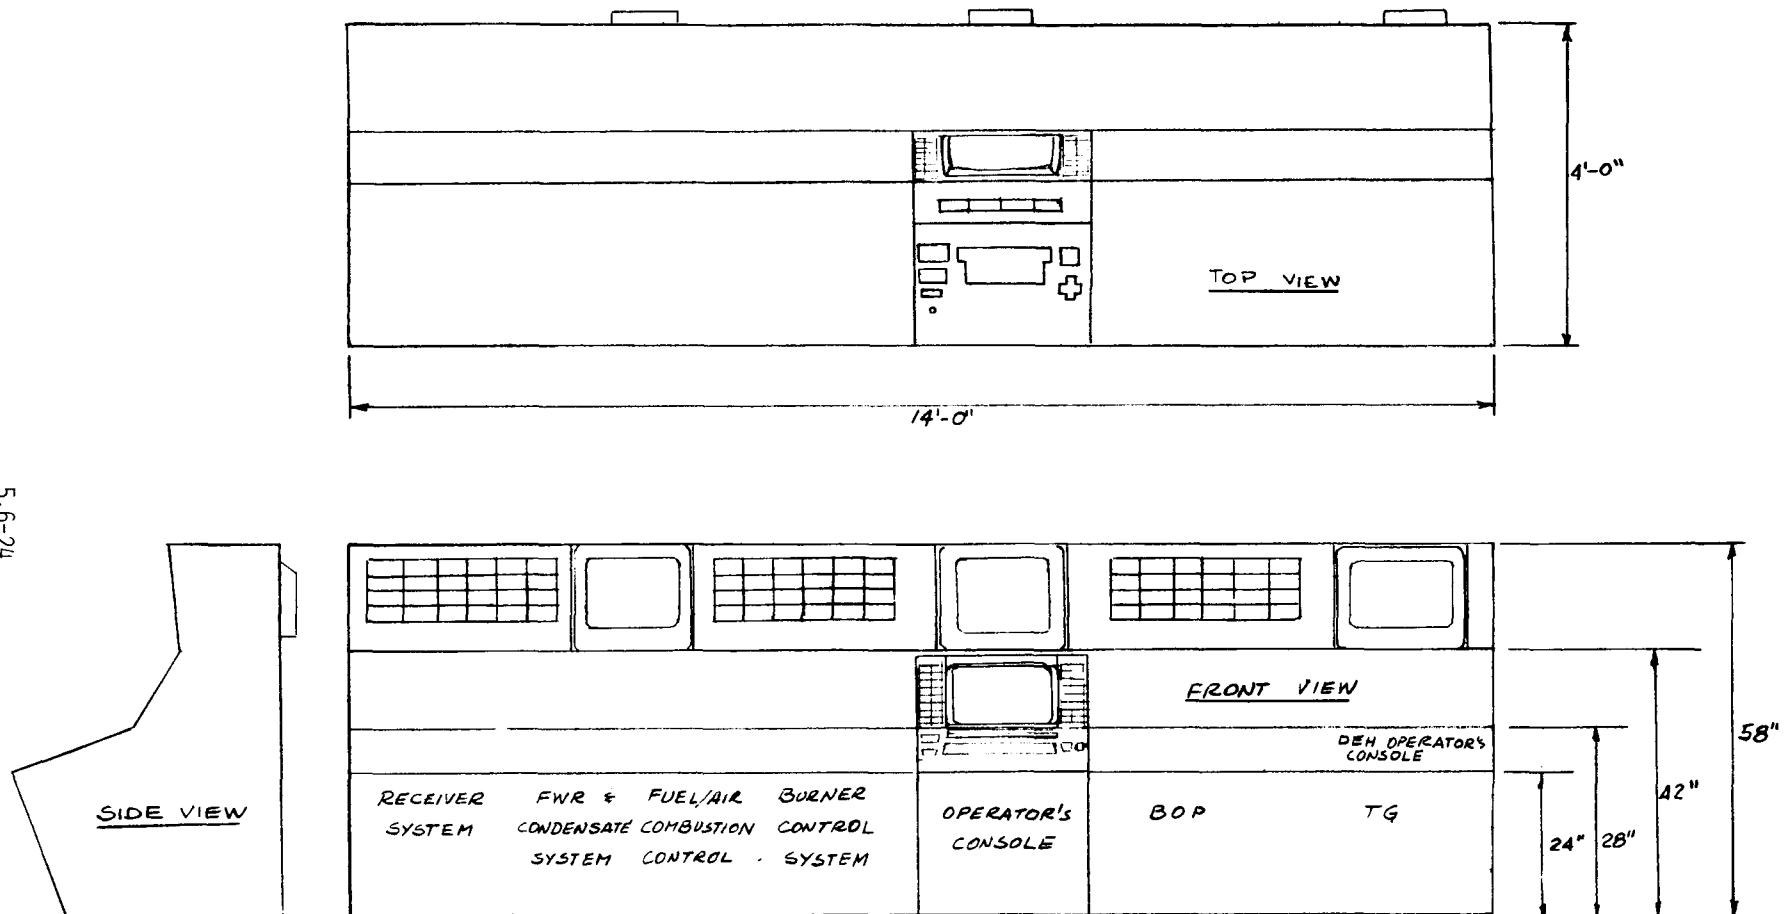 4'-0"
TOP VIEW
14'-0"
5.6-24
FRONT VIEW
58"
DEH OPERATOR'S
CONSOLE
42"
SIDE VIEW
RECEIVER
SYSTEM
FWR &
CONDENSATE
SYSTEM
FUEL/AIR
COMBUSTION
CONTROL
BURNER
CONTROL
SYSTEM
OPERATOR'S
CONSOLE
BOP
TG
24"
28"